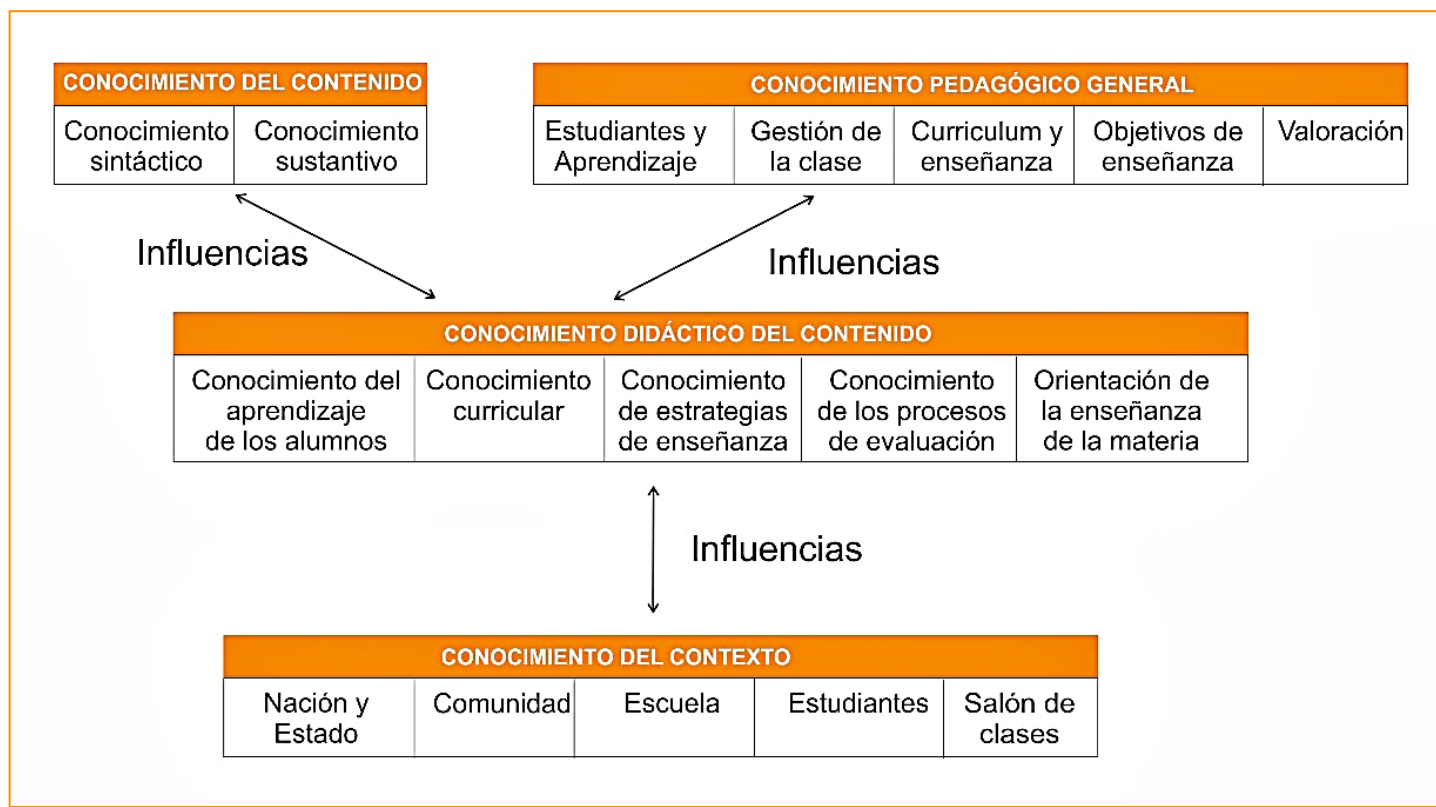 CONOCIMIENTO DEL CONTENIDO
Conocimiento
sintáctico
Conocimiento
sustantivo
CONOCIMIENTO PEDAGÓGICO GENERAL
Estudiantes y
Aprendizaje
Gestión de
la clase
Curriculum y
enseñanza
Objetivos de
enseñanza
Valoración
Influencias
Influencias
CONOCIMIENTO DIDÁCTICO DEL CONTENIDO
Conocimiento del
aprendizaje
de los alumnos
Conocimiento
curricular
Conocimiento
de estrategias
de enseñanza
Conocimiento
de los procesos
de evaluación
Orientación de
la enseñanza
de la materia
Influencias
CONOCIMIENTO DEL CONTEXTO
Nación y
Estado
Comunidad
Escuela
Estudiantes
Salón de
clases